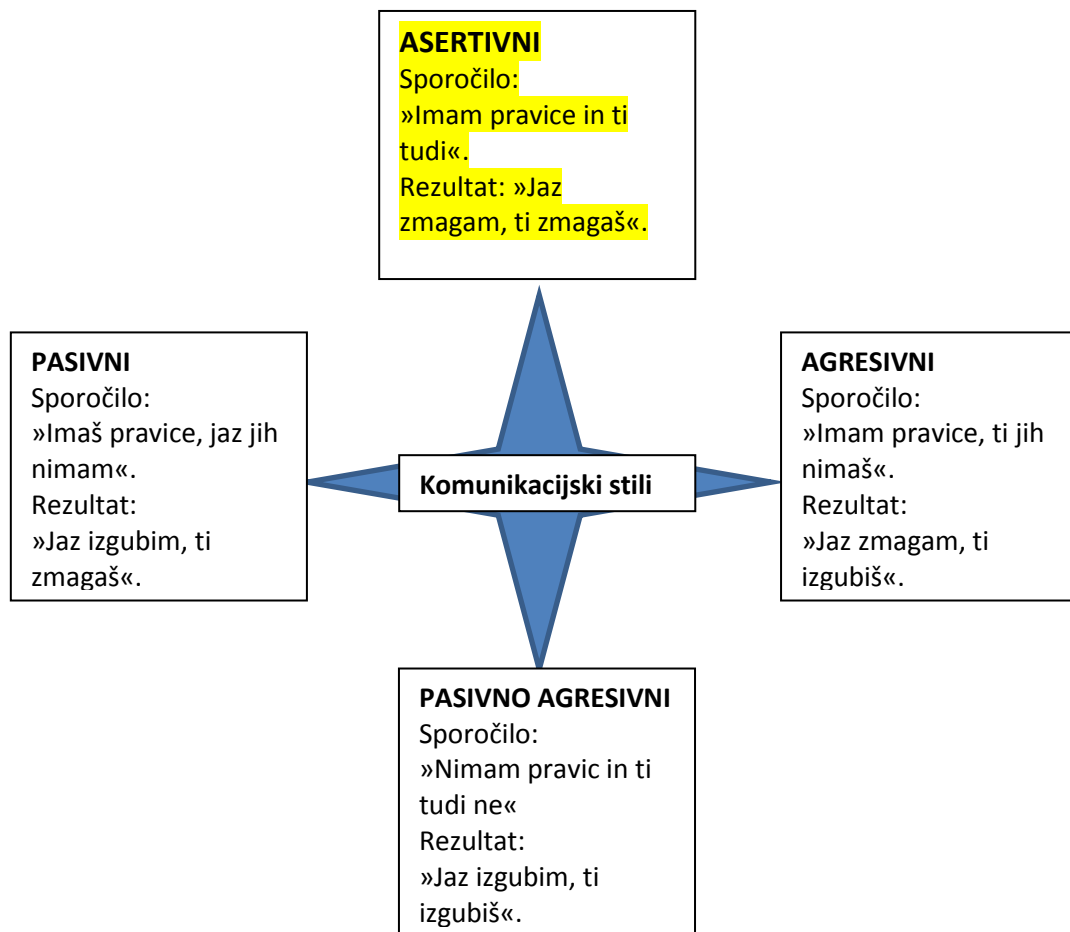 ASERTIVNI
Sporočilo:
»Imam pravice in ti
tudi«.
Rezultat: »Jaz
zmagam, ti zmagaš«.
PASIVNI
Sporočilo:
»Imaš pravice, jaz jih
nimam«.
Rezultat:
»Jaz izgubim, ti
zmagaš«.
Komunikacijski stili
AGRESIVNI
Sporočilo:
»Imam pravice, ti jih
nimaš«.
Rezultat:
»Jaz zmagam, ti
izgubiš«.
PASIVNO AGRESIVNI
Sporočilo:
»Nimam pravic in ti
tudi ne«
Rezultat:
»Jaz izgubim, ti
izgubiš«.